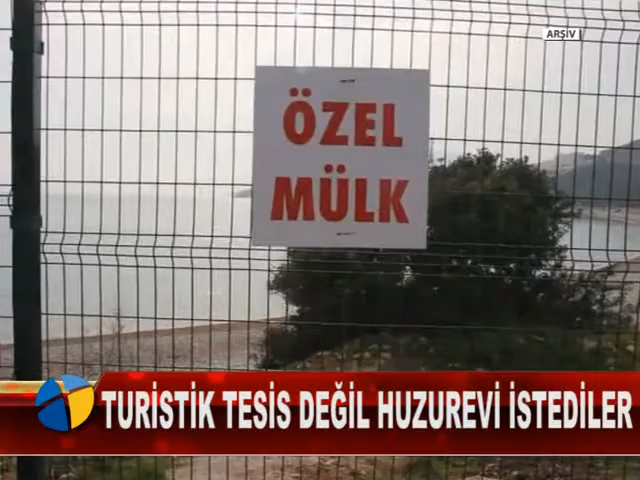 ARŞİV
ÖZEL
MÜLK
TURİSTİK TESİS DEĞİL HUZUREVİ İSTEDİLER